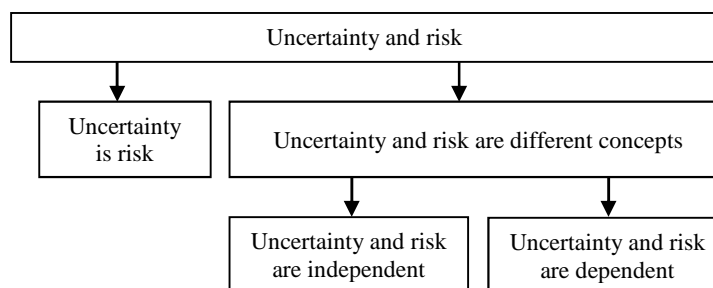 Uncertainty and risk
Uncertainty
is risk
Uncertainty and risk are different concepts
Uncertainty and risk
are independent
Uncertainty and risk
are dependent